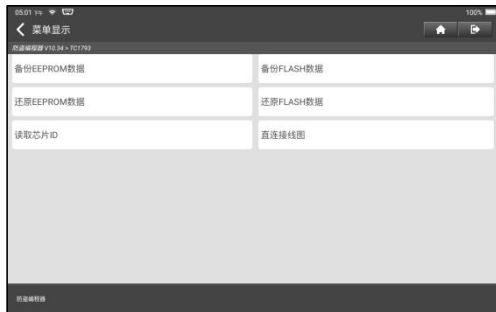 05:01 下午 100%
菜单显示
防盗编程器 V10.34 > TC1793
备份EEPROM数据 备份FLASH数据
还原EEPROM数据 还原FLASH数据
读取芯片ID 直连接线图
防盗编程器